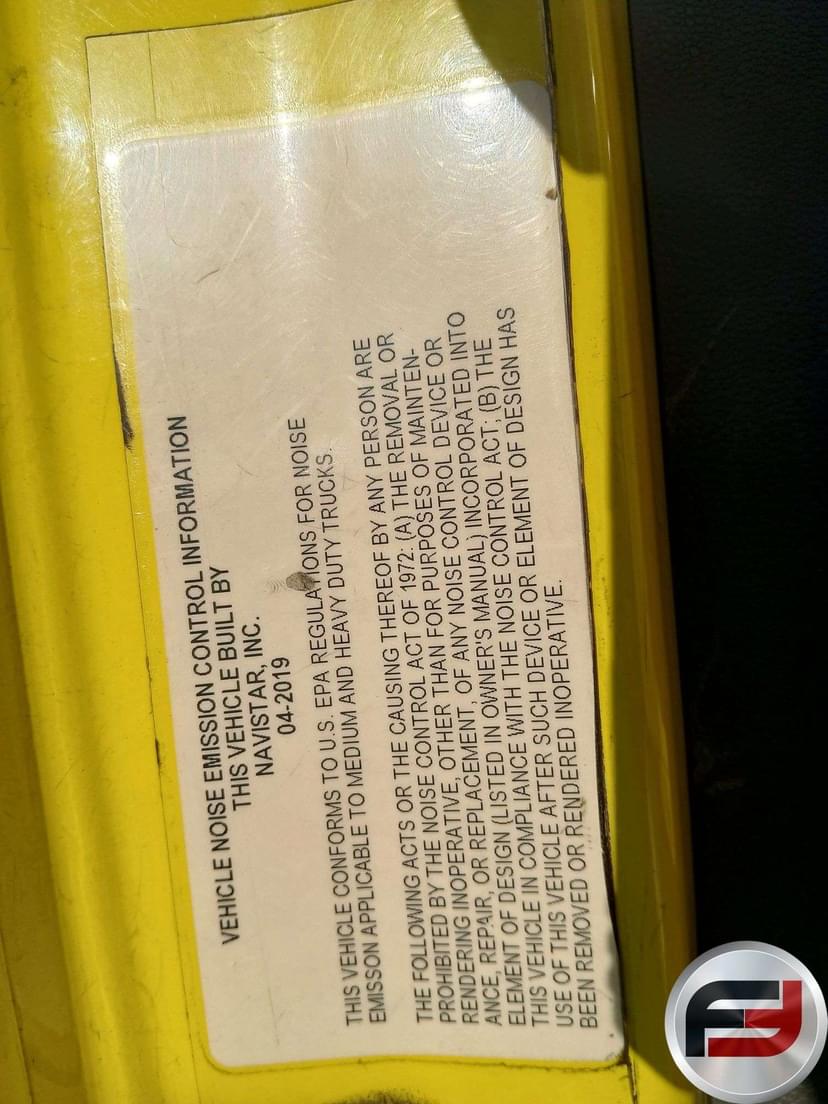 VEHICLE NOISE EMISSION CONTROL INFORMATION
THIS VEHICLE BUILT BY
NAVISTAR, INC.
04-2019
THIS VEHICLE CONFORMS TO U.S. EPA REGULATIONS FOR NOISE
EMISSON APPLICABLE TO MEDIUM AND HEAVY DUTY TRUCKS.
THE FOLLOWING ACTS OR THE CAUSING THEREOF BY ANY PERSON ARE
PROHIBITED BY THE NOISE CONTROL ACT OF 1972: (A) THE REMOVAL OR
RENDERING INOPERATIVE, OTHER THAN FOR PURPOSES OF MAINTEN-
ANCE, REPAIR, OR REPLACEMENT, OF ANY NOISE CONTROL DEVICE OR
ELEMENT OF DESIGN (LISTED IN OWNER'S MANUAL) INCORPORATED INTO
THIS VEHICLE IN COMPLIANCE WITH THE NOISE CONTROL ACT; (B) THE
USE OF THIS VEHICLE AFTER SUCH DEVICE OR ELEMENT OF DESIGN HAS
BEEN REMOVED OR RENDERED INOPERATIVE.